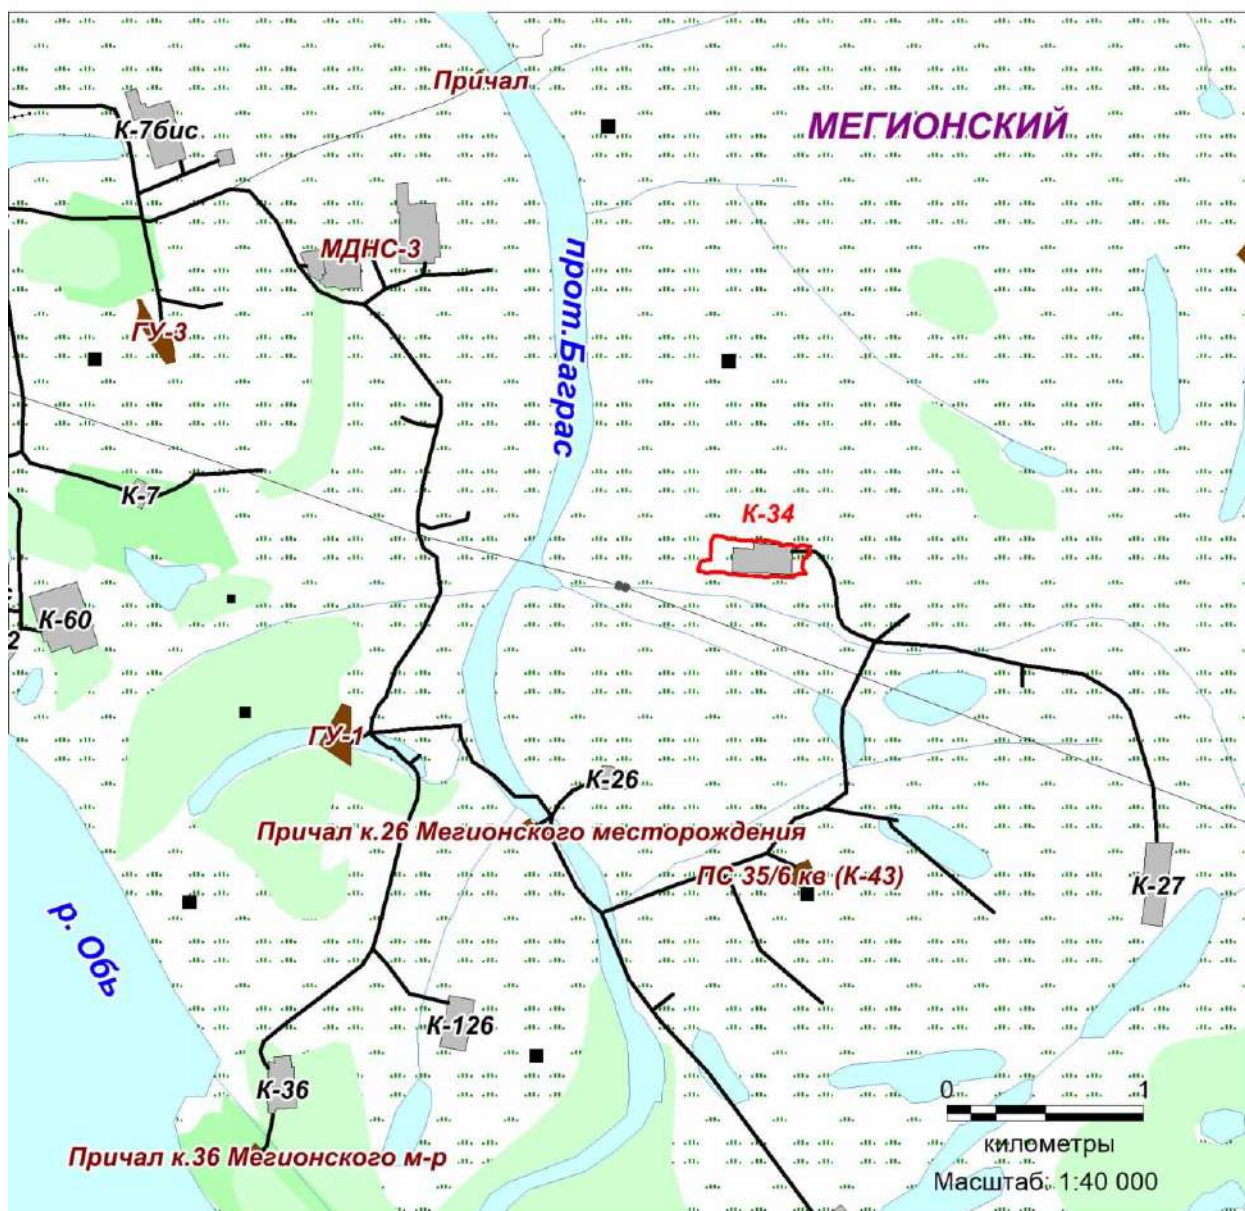 Причал
МЕГИОНСКИЙ
К-7бис
МДНС-3
прот.Баграс
ГУ-3
К-7
К-34
К-60
2
ГУ-1
К-26
Причал к.26 Мегионского месторождения
ПС 35/6 кв (К-43)
К-27
р. Обь
К-126
К-36
0 1
километры
Масштаб: 1:40 000
Причал к.36 Мегионского м-р